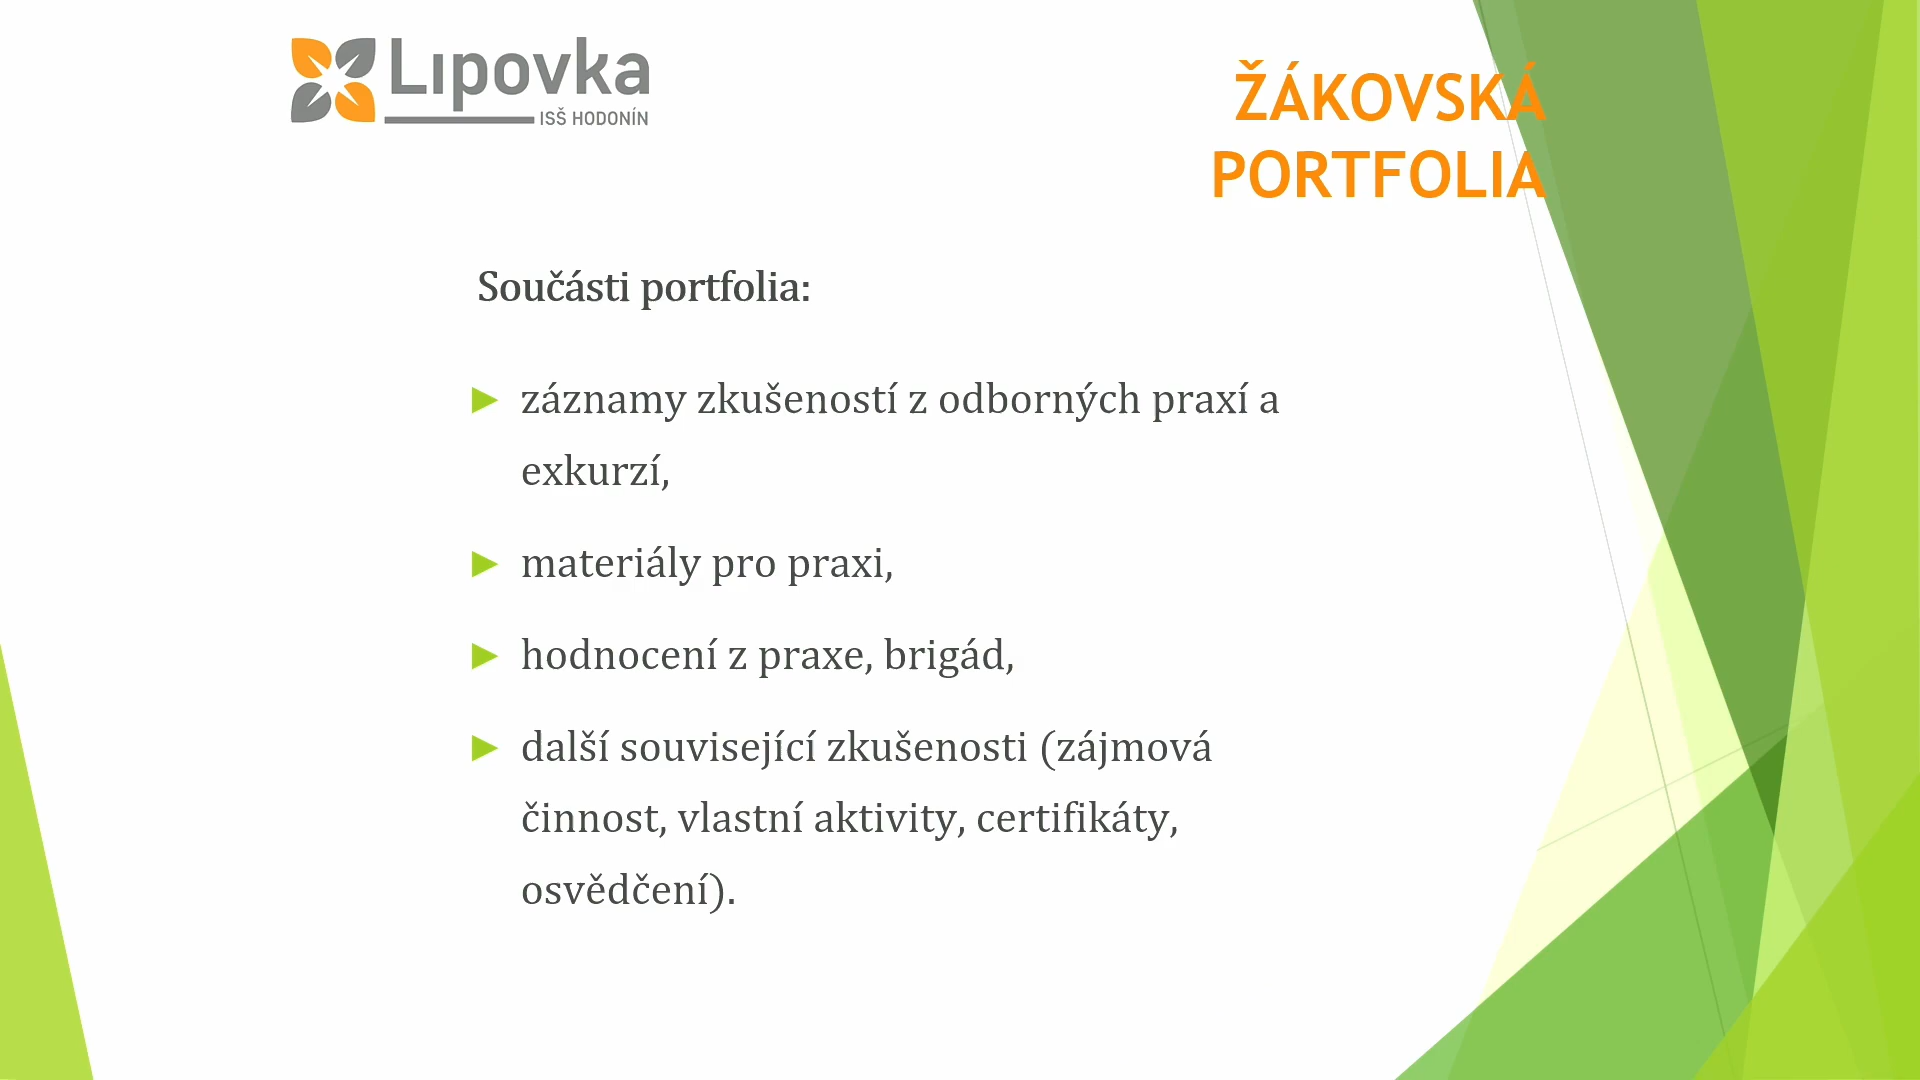 Lipovka
ISŠ HODONÍN
ŽÁKOVSKÁ
PORTFOLIA
Součásti portfolia:
záznamy zkušeností z odborných praxí a
exkurzí,
materiály pro praxi,
hodnocení z praxe, brigád,
další související zkušenosti (zájmová
činnost, vlastní aktivity, certifikáty,
osvědčení).